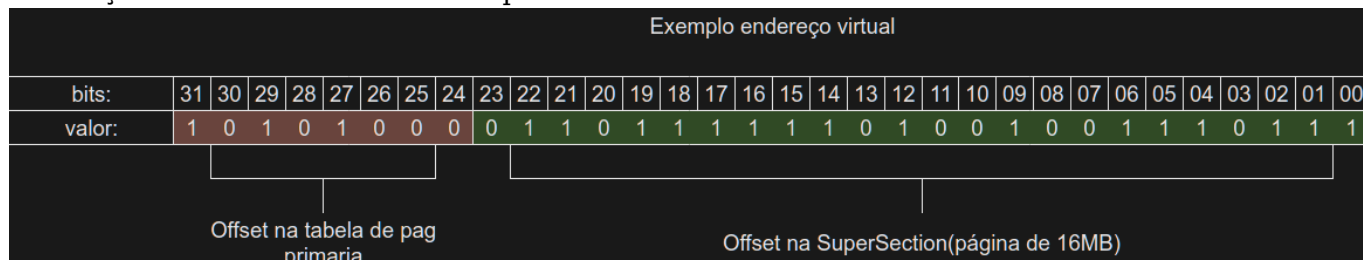 Exemplo endereço virtual
bits: 31 30 29 28 27 26 25 24 23 22 21 20 19 18 17 16 15 14 13 12 11 10 09 08 07 06 05 04 03 02 01 00
valor: 1 0 1 0 1 0 0 0 0 1 1 0 1 1 1 1 1 1 0 1 0 0 1 0 0 1 1 1 0 1 1 1
Offset na tabela de pag
primaria
Offset na SuperSection(página de 16MB)